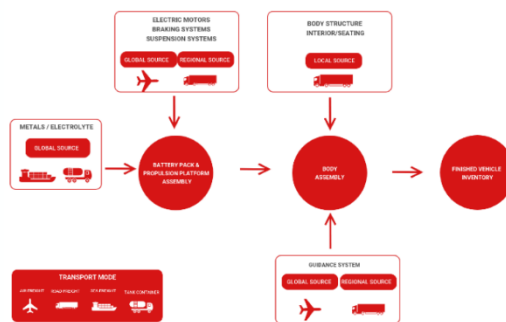 ELECTRIC MOTORS
BRAKING SYSTEMS
SUSPENSION SYSTEMS
GLOBAL SOURCE
REGIONAL SOURCE
BODY STRUCTURE
INTERIOR/SEATING
LOCAL SOURCE
METALS / ELECTROLYTE
GLOBAL SOURCE
BATTERY PACK &
PROPULSION PLATFORM
ASSEMBLY
BODY
ASSEMBLY
FINISHED VEHICLE
INVENTORY
GUIDANCE SYSTEM
GLOBAL SOURCE
REGIONAL SOURCE
TRANSPORT MODE
AIR FREIGHT
ROAD FREIGHT
SEA FREIGHT
TANK CONTAINER